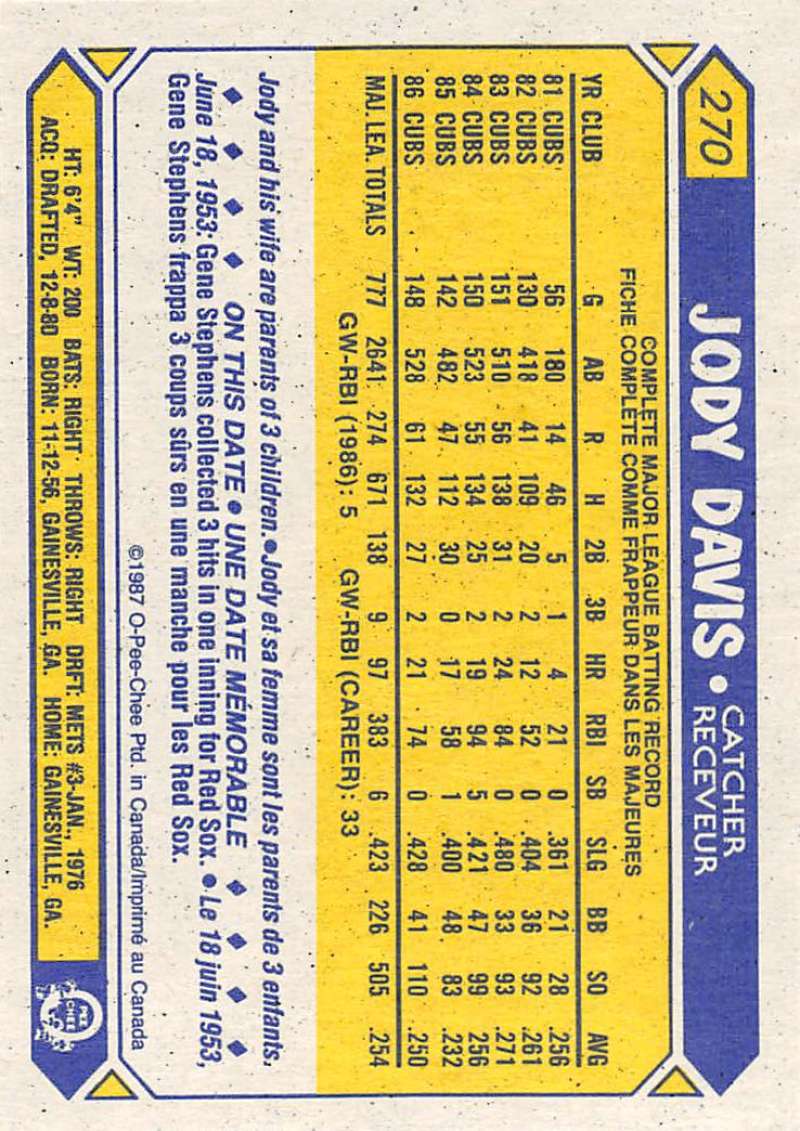 270
JODY DAVIS • CATCHER
RECEVEUR
COMPLETE MAJOR LEAGUE BATTING RECORD
FICHE COMPLÈTE COMME FRAPPEUR DANS LES MAJEURES
YR CLUB G AB R H 2B 3B HR RBI SB SLG BB SO AVG
81 CUBS 56 180 14 46 5 1 4 21 0 .361 21 28 .256
82 CUBS 130 418 41 109 20 2 12 52 0 .404 36 92 .261
83 CUBS 151 510 56 138 31 2 24 84 0 .480 33 93 .271
84 CUBS 150 523 55 134 25 2 19 94 5 .421 47 99 .256
85 CUBS 142 482 47 112 30 0 17 58 1 .400 48 83 .232
86 CUBS 148 528 61 132 27 2 21 74 0 .428 41 110 .250
MAJ. LEA. TOTALS 777 2641 274 671 138 9 97 383 6 .423 226 505 .254
GW-RBI (1986): 5 GW-RBI (CAREER): 33
Jody and his wife are parents of 3 children. • Jody et sa femme sont les parents de 3 enfants.
ON THIS DATE • UNE DATE MÉMORABLE
June 18, 1953: Gene Stephens collected 3 hits in one inning for Red Sox. • Le 18 juin 1953,
Gene Stephens frappa 3 coups sûrs en une manche pour les Red Sox.
©1987 O-Pee-Chee Ptd. in Canada/Imprimé au Canada
HT: 6'4" WT: 200 BATS: RIGHT THROWS: RIGHT DRFT: METS #3-JAN., 1976
ACQ: DRAFTED, 12-8-80 BORN: 11-12-56, GAINESVILLE, GA. HOME: GAINESVILLE, GA.
O
PEE
CHEE